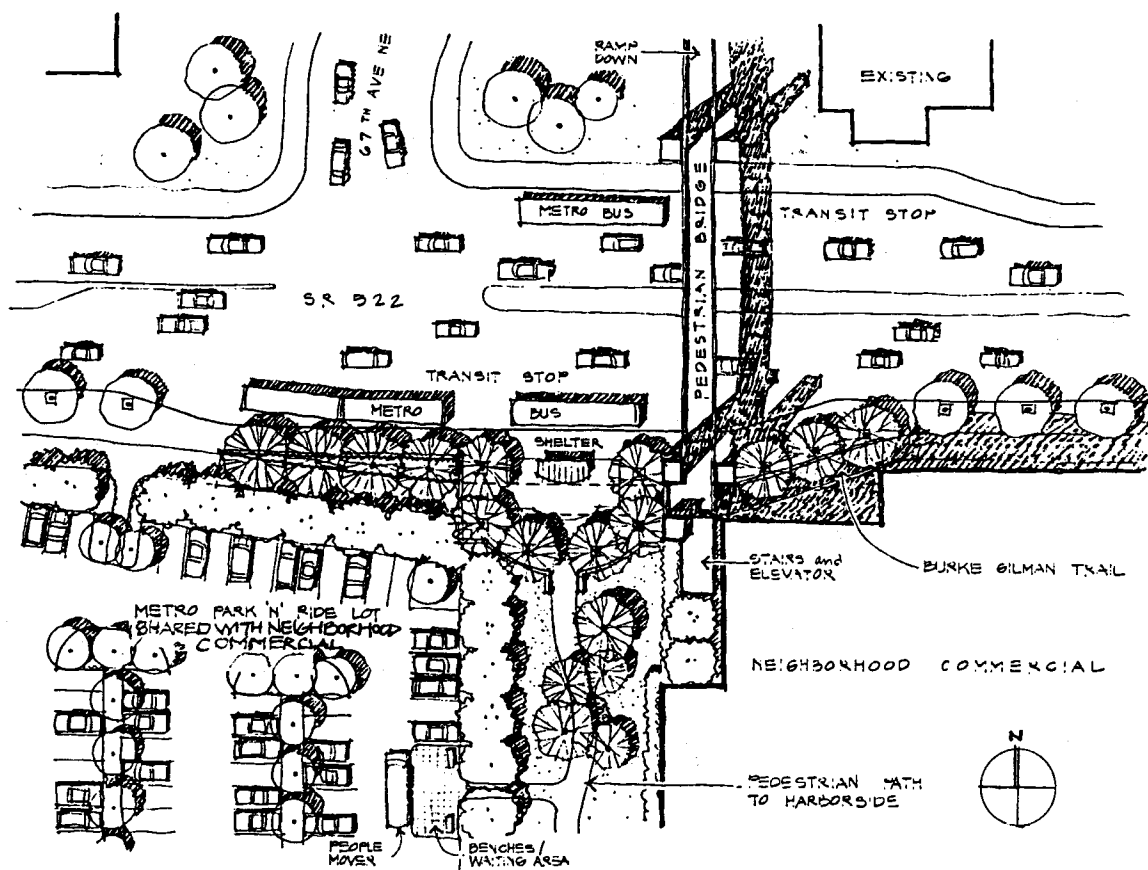 RAMP
DOWN
EXISTING
67TH AVE NE
METRO BUS
TRANSIT STOP
PEDESTRIAN BRIDGE
SR 522
TRANSIT STOP
METRO
BUS
SHELTER
STAIRS and
ELEVATOR
BURKE GILMAN TRAIL
METRO PARK 'N' RIDE LOT
SHARED WITH NEIGHBORHOOD
COMMERCIAL
NEIGHBORHOOD COMMERCIAL
N
PEDESTRIAN PATH
TO HARBORSIDE
PEOPLE
MOVER
BENCHES/
WAITING AREA